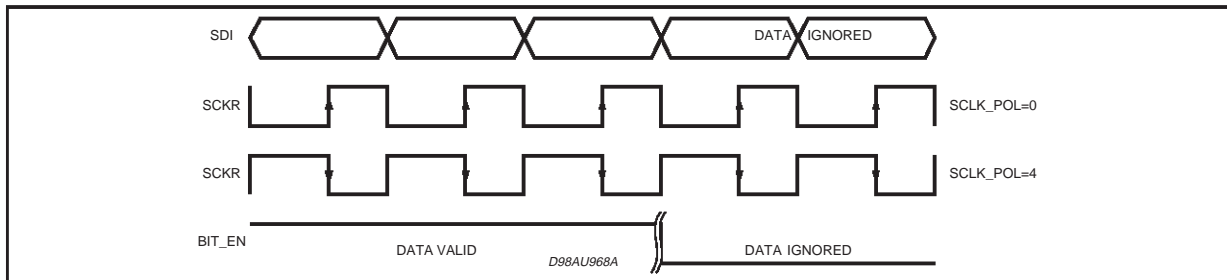 SDI DATA IGNORED
SCKR SCLK_POL=0
SCKR SCLK_POL=4
BIT_EN DATA VALID D98AU968A DATA IGNORED